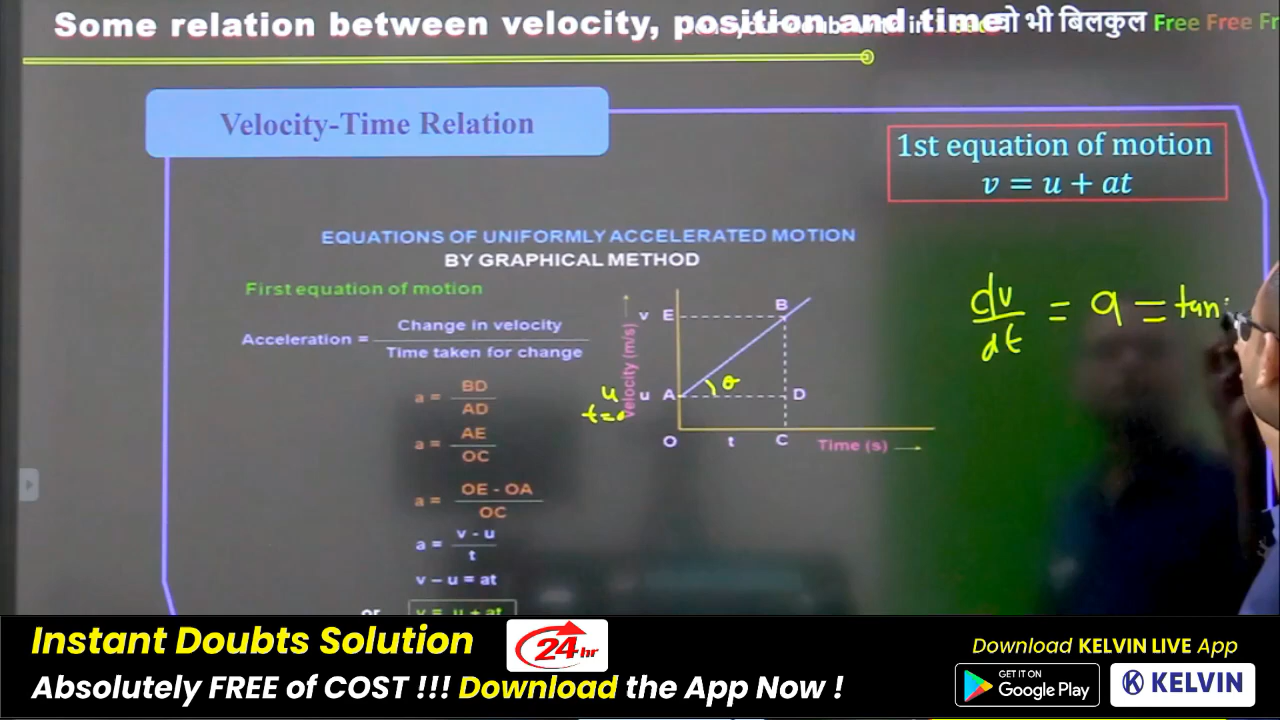 Some relation between velocity, position and time
वो भी बिलकुल Free Free Fr
Velocity-Time Relation
1st equation of motion
v = u + at
EQUATIONS OF UNIFORMLY ACCELERATED MOTION
BY GRAPHICAL METHOD
First equation of motion
Acceleration = Change in velocity
Time taken for change
a = BD
AD
a = AE
OC
a = OE - OA
OC
a = v - u
t
v – u = at
or v = u + at
Velocity (m/s)
v E B
u A θ D
u
t=0
O t C Time (s)
dv
dt = a = tan
Instant Doubts Solution 24hr
Absolutely FREE of COST !!! Download the App Now !
Download KELVIN LIVE App
GET IT ON
Google Play
KELVIN